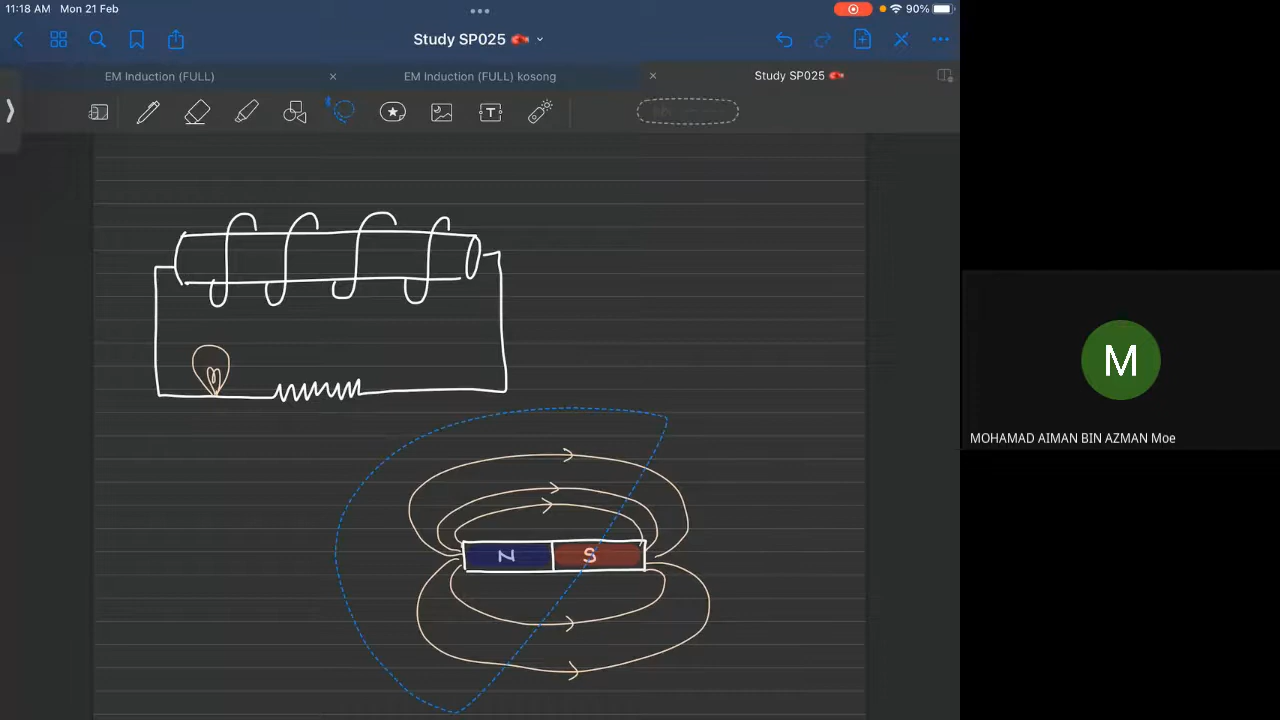 11:18 AM Mon 21 Feb
90%
Study SP025
EM Induction (FULL)
EM Induction (FULL) kosong
Study SP025
T
N S
M
MOHAMAD AIMAN BIN AZMAN Moe